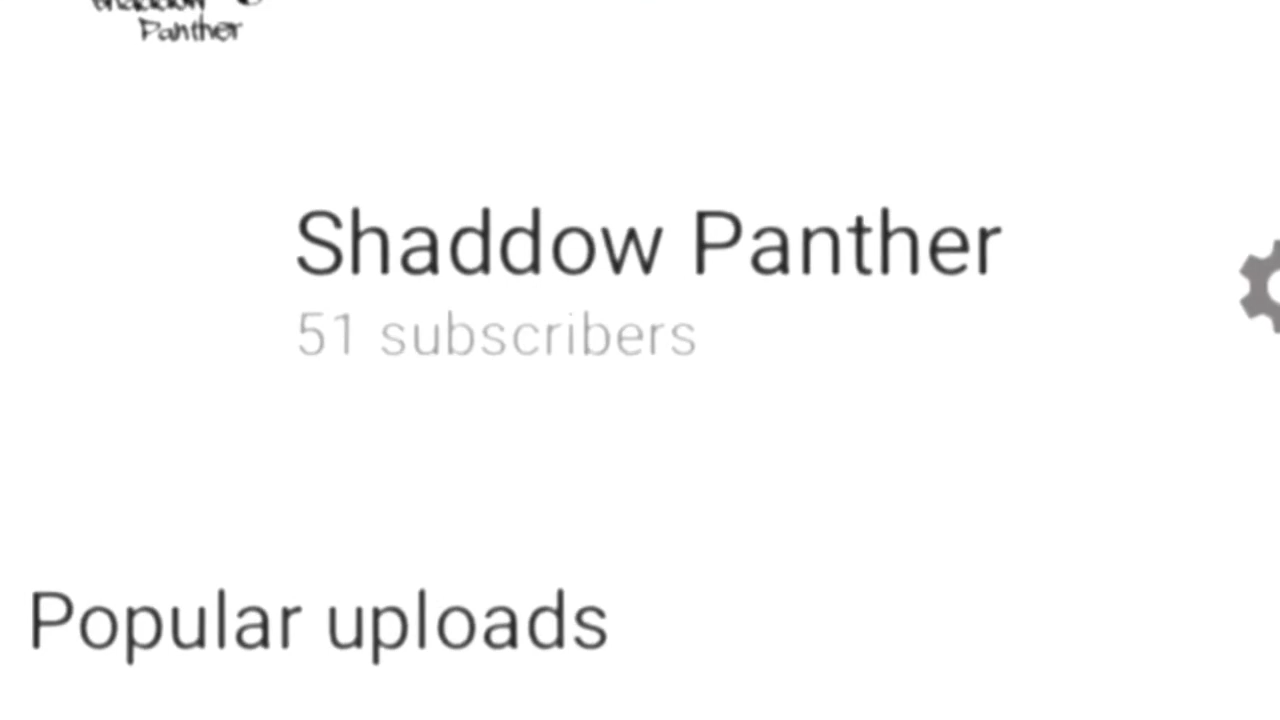 Panther
Shaddow Panther
51 subscribers
Popular uploads